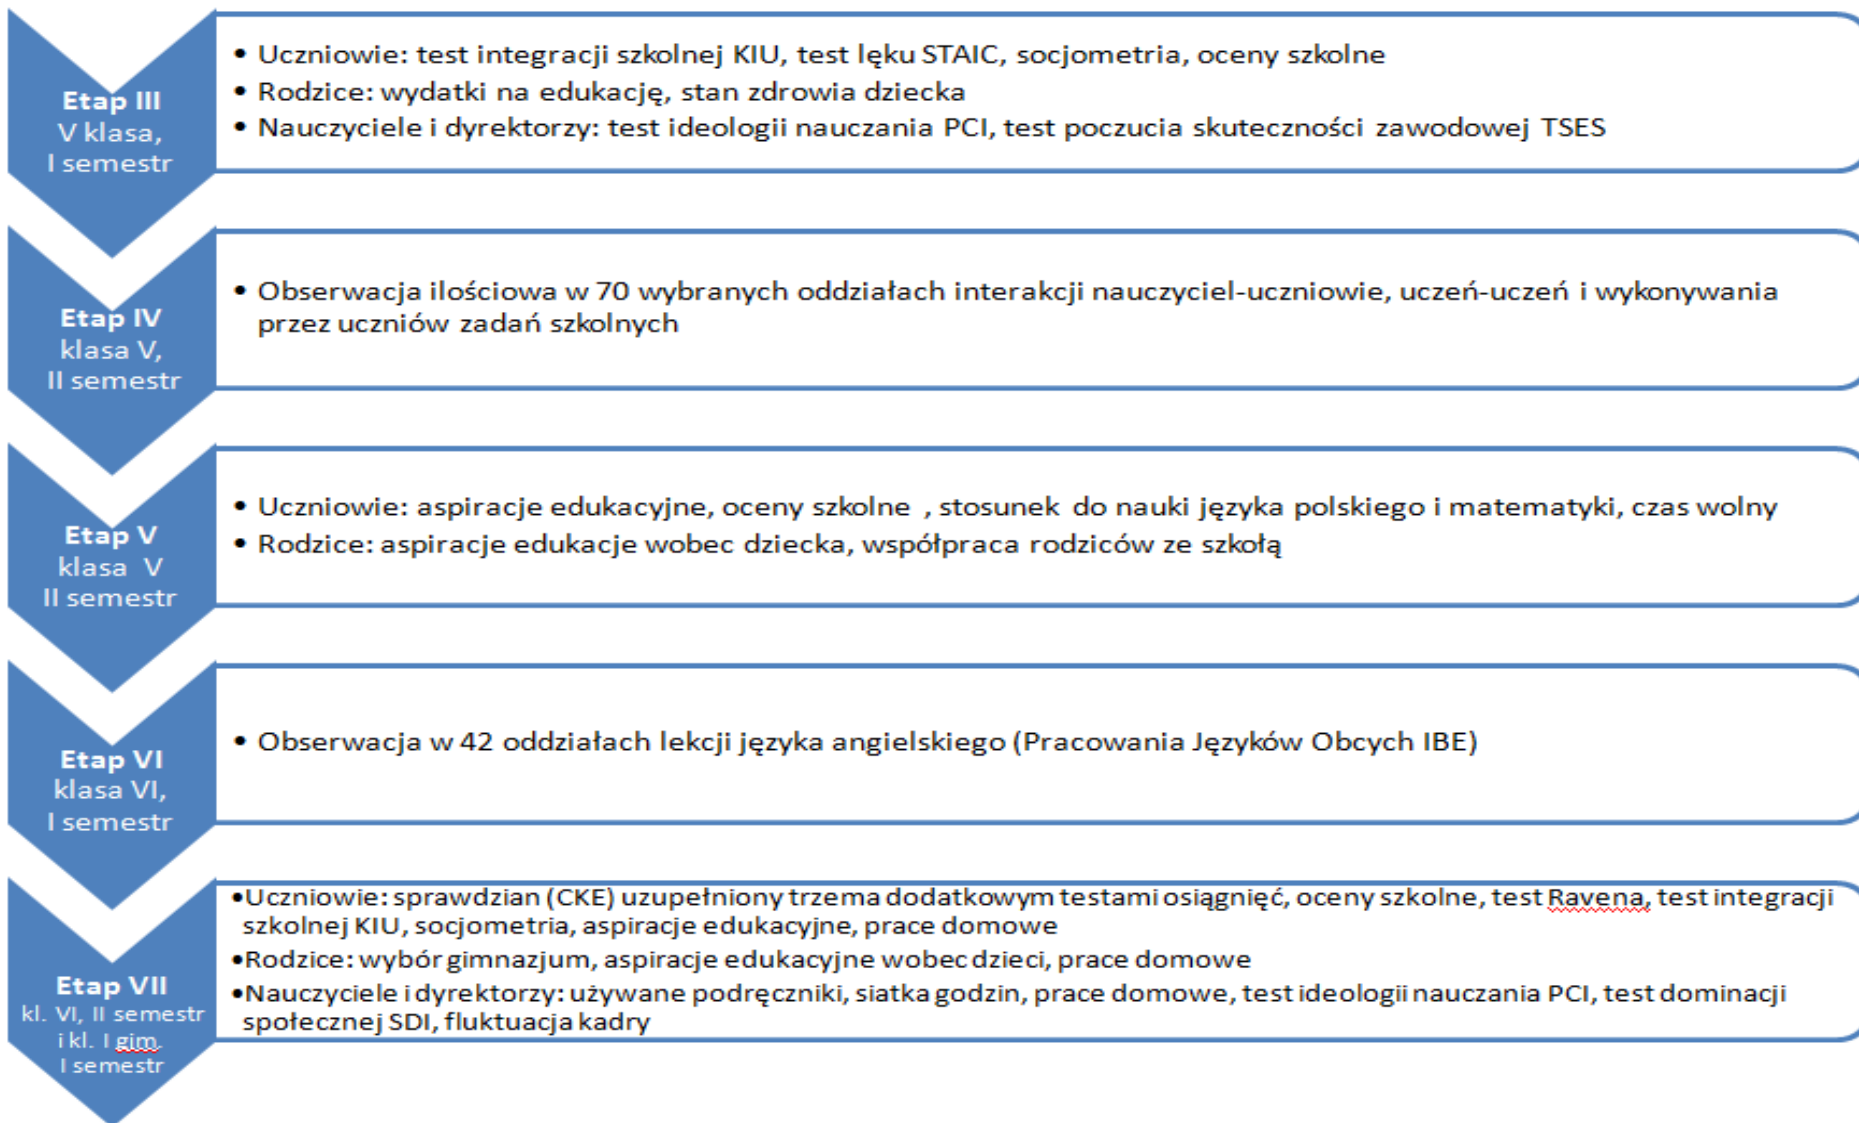 Etap III
V klasa,
I semestr
• Uczniowie: test integracji szkolnej KIU, test lęku STAIC, socjometria, oceny szkolne
• Rodzice: wydatki na edukację, stan zdrowia dziecka
• Nauczyciele i dyrektorzy: test ideologii nauczania PCI, test poczucia skuteczności zawodowej TSES
Etap IV
klasa V,
II semestr
• Obserwacja ilościowa w 70 wybranych oddziałach interakcji nauczyciel-uczniowie, uczeń-uczeń i wykonywania
przez uczniów zadań szkolnych
Etap V
klasa V
II semestr
• Uczniowie: aspiracje edukacyjne, oceny szkolne , stosunek do nauki języka polskiego i matematyki, czas wolny
• Rodzice: aspiracje edukacje wobec dziecka, współpraca rodziców ze szkołą
Etap VI
klasa VI,
I semestr
• Obserwacja w 42 oddziałach lekcji języka angielskiego (Pracowania Języków Obcych IBE)
Etap VII
kl. VI, II semestr
i kl. I gim.
I semestr
•Uczniowie: sprawdzian (CKE) uzupełniony trzema dodatkowym testami osiągnięć, oceny szkolne, test Ravena, test integracji
szkolnej KIU, socjometria, aspiracje edukacyjne, prace domowe
•Rodzice: wybór gimnazjum, aspiracje edukacyjne wobec dzieci, prace domowe
•Nauczyciele i dyrektorzy: używane podręczniki, siatka godzin, prace domowe, test ideologii nauczania PCI, test dominacji
społecznej SDI, fluktuacja kadry